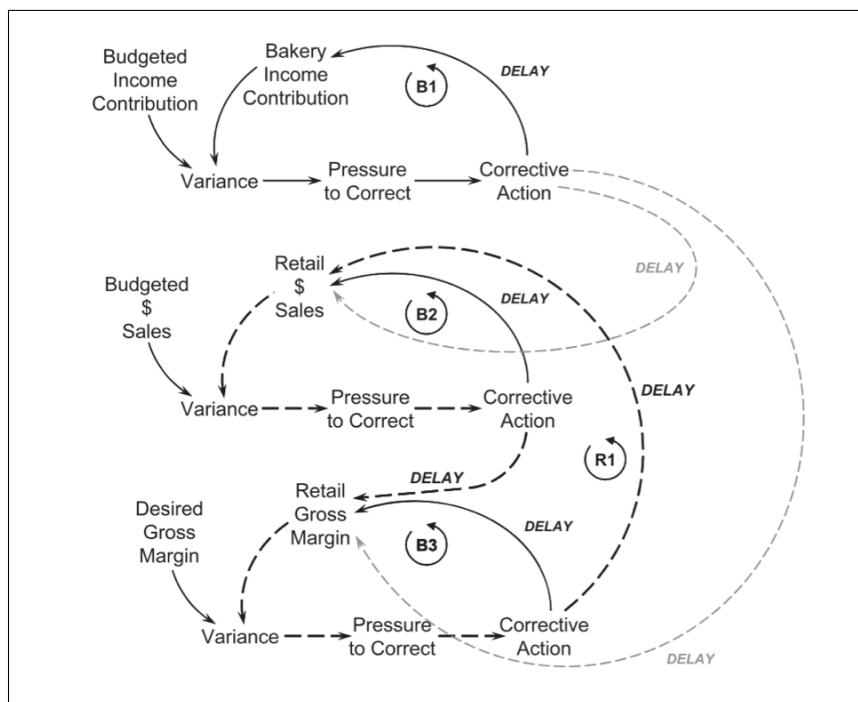 Budgeted
Income
Contribution
Bakery
Income
Contribution
DELAY
B1
Variance
Pressure
to Correct
Corrective
Action
DELAY
Budgeted
$
Sales
Retail
$
Sales
DELAY
B2
Variance
Pressure
to Correct
Corrective
Action
DELAY
R1
DELAY
Desired
Gross
Margin
Retail
Gross
Margin
DELAY
B3
Variance
Pressure
to Correct
Corrective
Action
DELAY